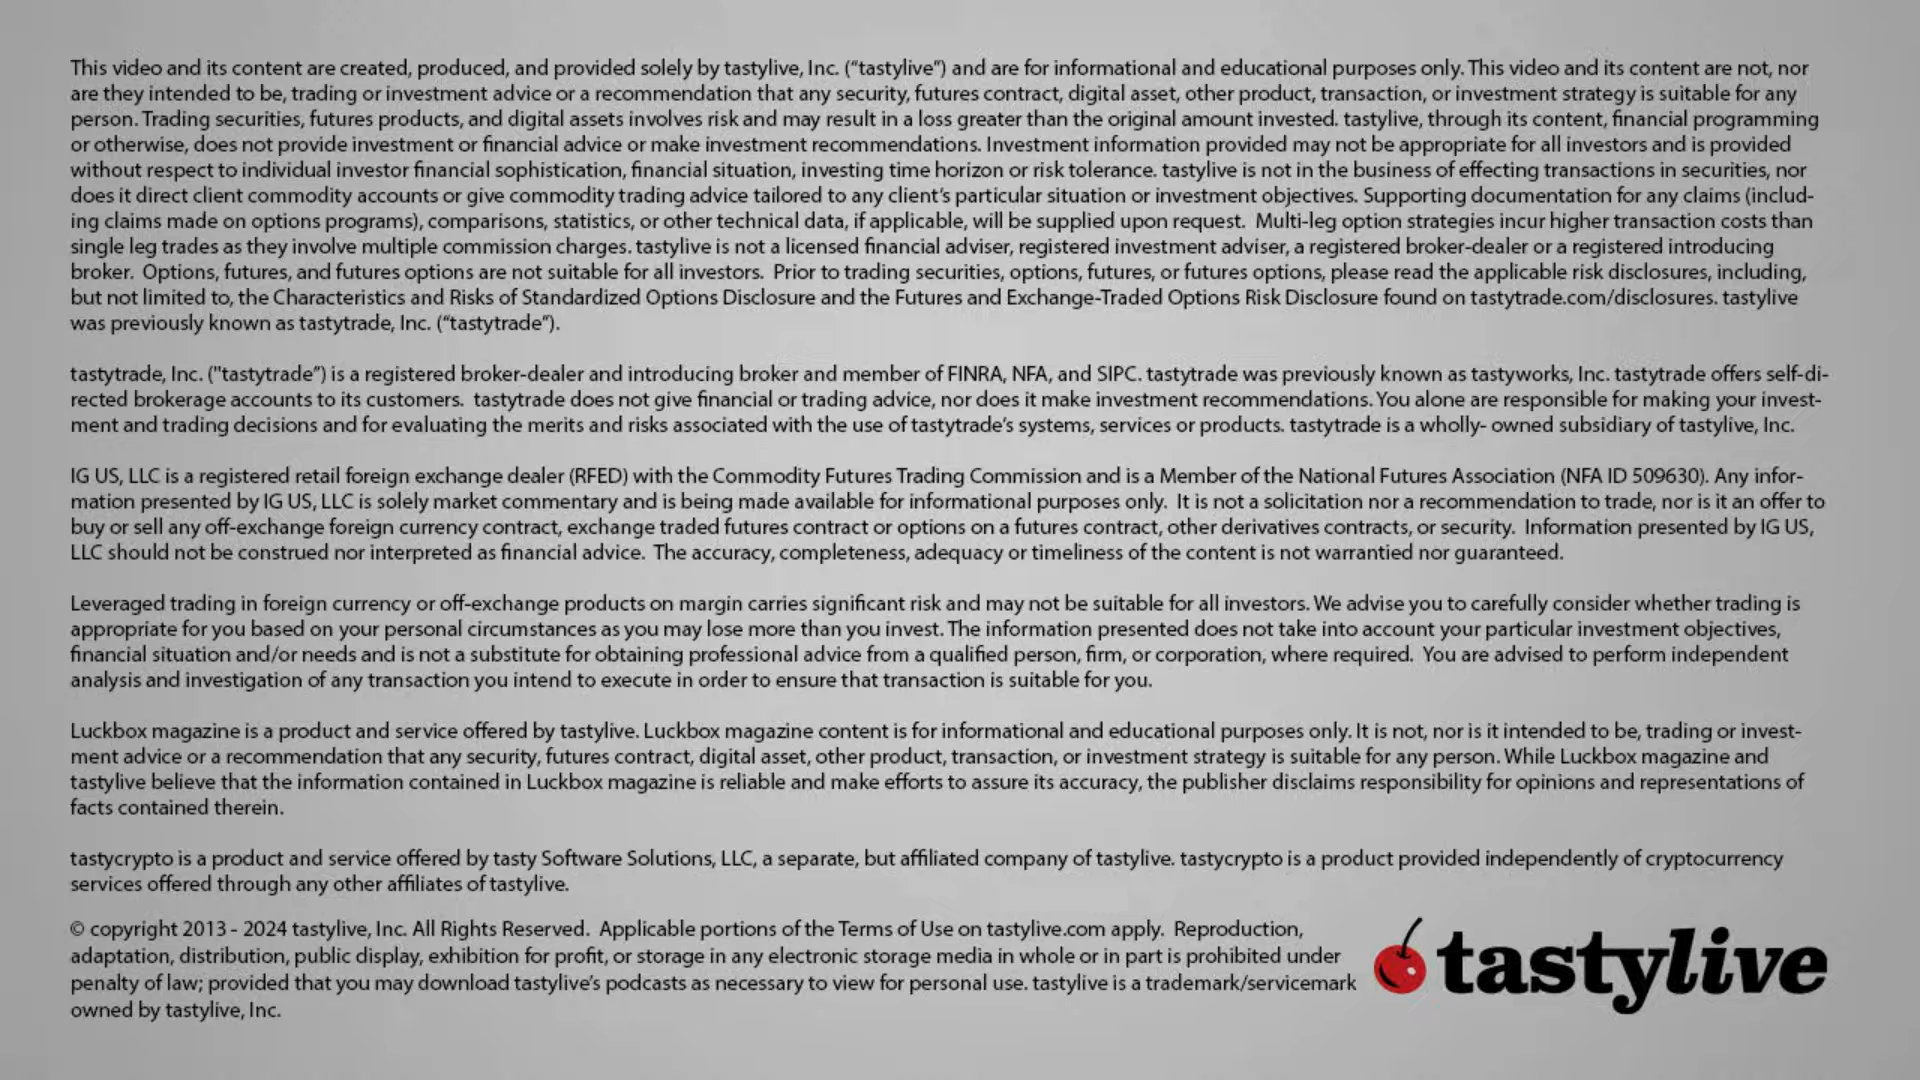 This video and its content are created, produced, and provided solely by tastylive, Inc. (“tastylive”) and are for informational and educational purposes only. This video and its content are not, nor
are they intended to be, trading or investment advice or a recommendation that any security, futures contract, digital asset, other product, transaction, or investment strategy is suitable for any
person. Trading securities, futures products, and digital assets involves risk and may result in a loss greater than the original amount invested. tastylive, through its content, financial programming
or otherwise, does not provide investment or financial advice or make investment recommendations. Investment information provided may not be appropriate for all investors and is provided
without respect to individual investor financial sophistication, financial situation, investing time horizon or risk tolerance. tastylive is not in the business of effecting transactions in securities, nor
does it direct client commodity accounts or give commodity trading advice tailored to any client’s particular situation or investment objectives. Supporting documentation for any claims (includ-
ing claims made on options programs), comparisons, statistics, or other technical data, if applicable, will be supplied upon request.  Multi-leg option strategies incur higher transaction costs than
single leg trades as they involve multiple commission charges. tastylive is not a licensed financial adviser, registered investment adviser, a registered broker-dealer or a registered introducing
broker.  Options, futures, and futures options are not suitable for all investors.  Prior to trading securities, options, futures, or futures options, please read the applicable risk disclosures, including,
but not limited to, the Characteristics and Risks of Standardized Options Disclosure and the Futures and Exchange-Traded Options Risk Disclosure found on tastytrade.com/disclosures. tastylive
was previously known as tastytrade, Inc. (“tastytrade”).
tastytrade, Inc. ("tastytrade”) is a registered broker-dealer and introducing broker and member of FINRA, NFA, and SIPC. tastytrade was previously known as tastyworks, Inc. tastytrade offers self-di-
rected brokerage accounts to its customers.  tastytrade does not give financial or trading advice, nor does it make investment recommendations. You alone are responsible for making your invest-
ment and trading decisions and for evaluating the merits and risks associated with the use of tastytrade’s systems, services or products. tastytrade is a wholly- owned subsidiary of tastylive, Inc.
IG US, LLC is a registered retail foreign exchange dealer (RFED) with the Commodity Futures Trading Commission and is a Member of the National Futures Association (NFA ID 509630). Any infor-
mation presented by IG US, LLC is solely market commentary and is being made available for informational purposes only.  It is not a solicitation nor a recommendation to trade, nor is it an offer to
buy or sell any off-exchange foreign currency contract, exchange traded futures contract or options on a futures contract, other derivatives contracts, or security.  Information presented by IG US,
LLC should not be construed nor interpreted as financial advice.  The accuracy, completeness, adequacy or timeliness of the content is not warrantied nor guaranteed.
Leveraged trading in foreign currency or off-exchange products on margin carries significant risk and may not be suitable for all investors. We advise you to carefully consider whether trading is
appropriate for you based on your personal circumstances as you may lose more than you invest. The information presented does not take into account your particular investment objectives,
financial situation and/or needs and is not a substitute for obtaining professional advice from a qualified person, firm, or corporation, where required.  You are advised to perform independent
analysis and investigation of any transaction you intend to execute in order to ensure that transaction is suitable for you.
Luckbox magazine is a product and service offered by tastylive. Luckbox magazine content is for informational and educational purposes only. It is not, nor is it intended to be, trading or invest-
ment advice or a recommendation that any security, futures contract, digital asset, other product, transaction, or investment strategy is suitable for any person. While Luckbox magazine and
tastylive believe that the information contained in Luckbox magazine is reliable and make efforts to assure its accuracy, the publisher disclaims responsibility for opinions and representations of
facts contained therein.
tastycrypto is a product and service offered by tasty Software Solutions, LLC, a separate, but affiliated company of tastylive. tastycrypto is a product provided independently of cryptocurrency
services offered through any other affiliates of tastylive.
© copyright 2013 - 2024 tastylive, Inc. All Rights Reserved.  Applicable portions of the Terms of Use on tastylive.com apply.  Reproduction,
adaptation, distribution, public display, exhibition for profit, or storage in any electronic storage media in whole or in part is prohibited under
penalty of law; provided that you may download tastylive’s podcasts as necessary to view for personal use. tastylive is a trademark/servicemark
owned by tastylive, Inc.
tastylive